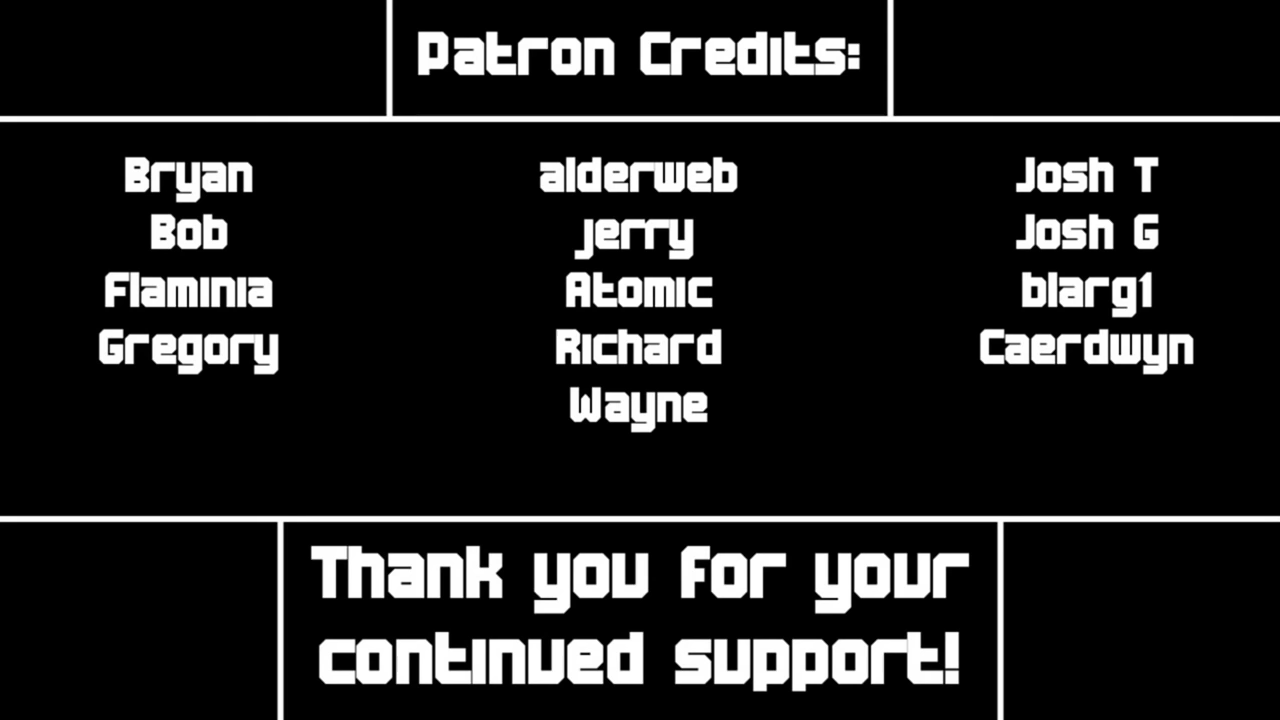 Patron Credits:
Bryan
Bob
Flaminia
Gregory
alderweb
jerry
Atomic
Richard
Wayne
Josh T
Josh G
blarg1
Caerdwyn
Thank you for your
continued support!